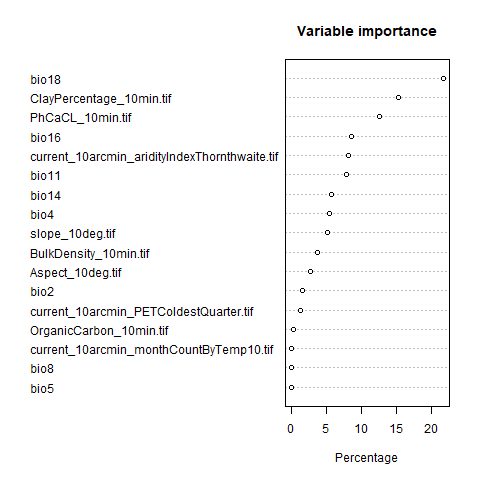 Variable importance
bio18
ClayPercentage_10min.tif
PhCaCL_10min.tif
bio16
current_10arcmin_aridityIndexThornthwaite.tif
bio11
bio14
bio4
slope_10deg.tif
BulkDensity_10min.tif
Aspect_10deg.tif
bio2
current_10arcmin_PETColdestQuarter.tif
OrganicCarbon_10min.tif
current_10arcmin_monthCountByTemp10.tif
bio8
bio5
0 5 10 15 20
Percentage